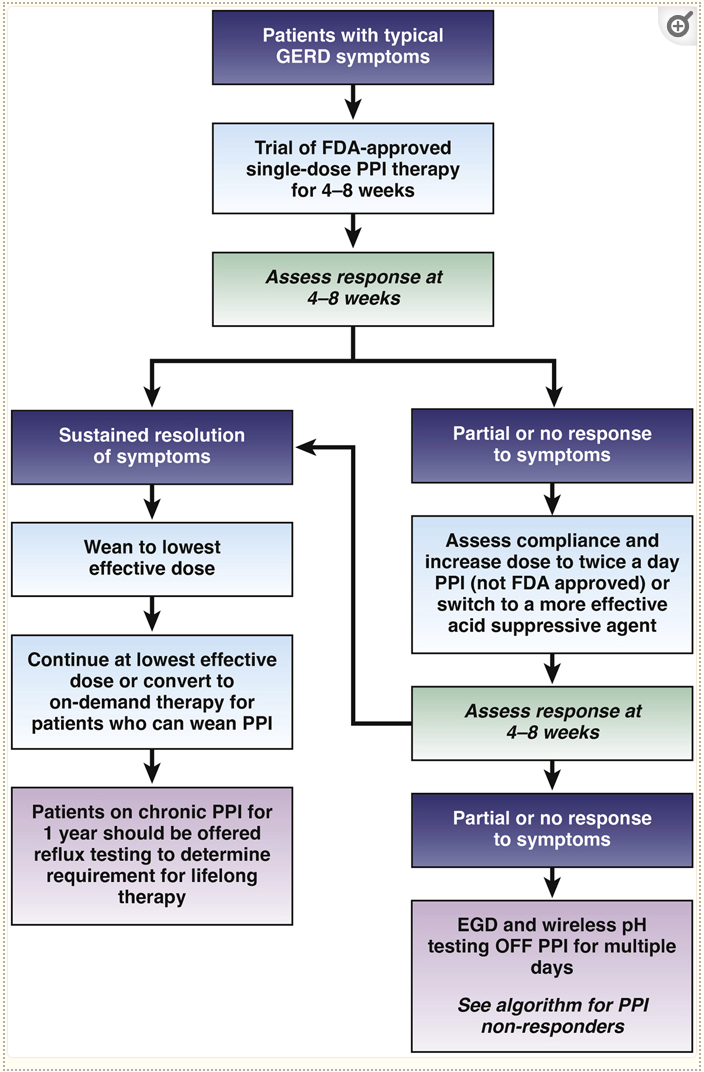 Patients with typical
GERD symptoms
Trial of FDA-approved
single-dose PPI therapy
for 4–8 weeks
Assess response at
4–8 weeks
Sustained resolution
of symptoms
Wean to lowest
effective dose
Continue at lowest effective
dose or convert to
on-demand therapy for
patients who can wean PPI
Patients on chronic PPI for
1 year should be offered
reflux testing to determine
requirement for lifelong
therapy
Partial or no response
to symptoms
Assess compliance and
increase dose to twice a day
PPI (not FDA approved) or
switch to a more effective
acid suppressive agent
Assess response at
4–8 weeks
Partial or no response
to symptoms
EGD and wireless pH
testing OFF PPI for multiple
days
See algorithm for PPI
non-responders